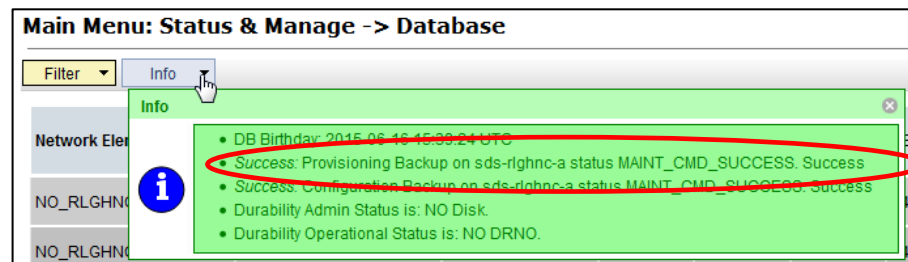 Main Menu: Status & Manage -> Database
Filter
Info
Info
Network Elem
• DB Birthday: 2015-06-16 15:39:24 UTC
• Success: Provisioning Backup on sds-rlghnc-a status MAINT_CMD_SUCCESS. Success
• Success: Configuration Backup on sds-rlghnc-a status MAINT_CMD_SUCCESS. Success
NO_RLGHNC
• Durability Admin Status is: NO Disk.
• Durability Operational Status is: NO DRNO.
NO_RLGHNC